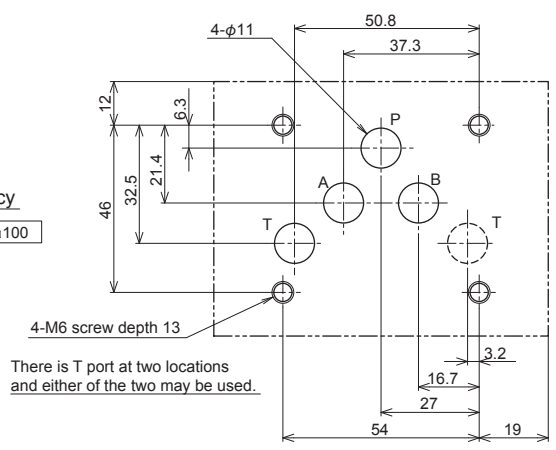 50.8
4-φ11
37.3
12
6.3
P
46
32.5
21.4
A
B
cy
T
T
100
4-M6 screw depth 13
There is T port at two locations
and either of the two may be used.
3.2
16.7
27
54
19